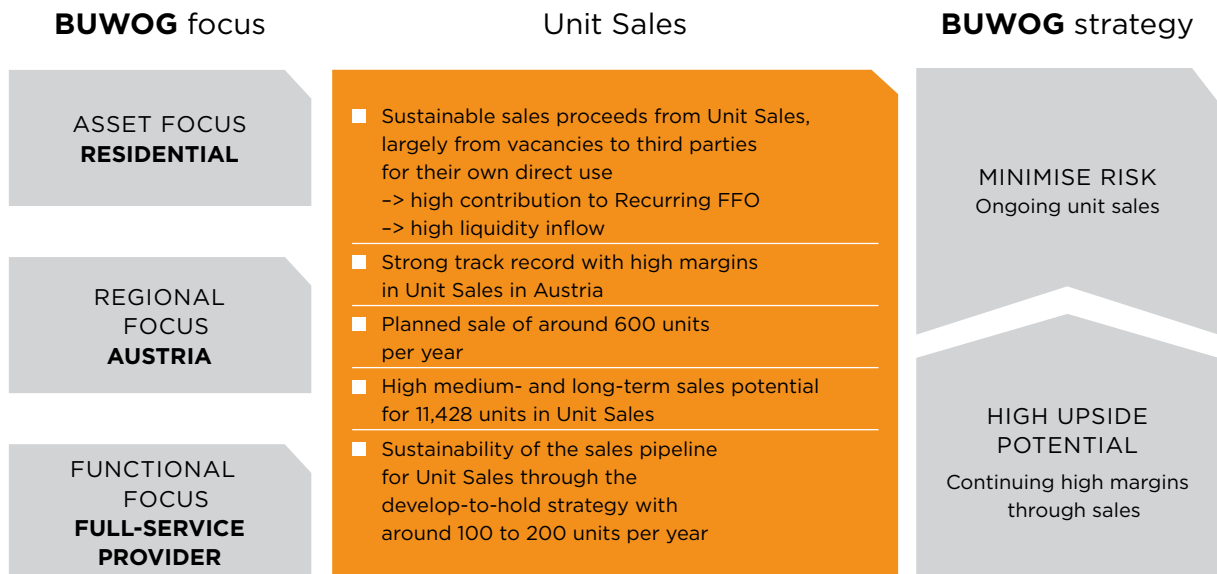 BUWOG focus
ASSET FOCUS
RESIDENTIAL
REGIONAL
FOCUS
AUSTRIA
FUNCTIONAL
FOCUS
FULL-SERVICE
PROVIDER
Unit Sales
Sustainable sales proceeds from Unit Sales,
largely from vacancies to third parties
for their own direct use
–> high contribution to Recurring FFO
–> high liquidity inflow
Strong track record with high margins
in Unit Sales in Austria
Planned sale of around 600 units
per year
High medium- and long-term sales potential
for 11,428 units in Unit Sales
Sustainability of the sales pipeline
for Unit Sales through the
develop-to-hold strategy with
around 100 to 200 units per year
BUWOG strategy
MINIMISE RISK
Ongoing unit sales
HIGH UPSIDE
POTENTIAL
Continuing high margins
through sales